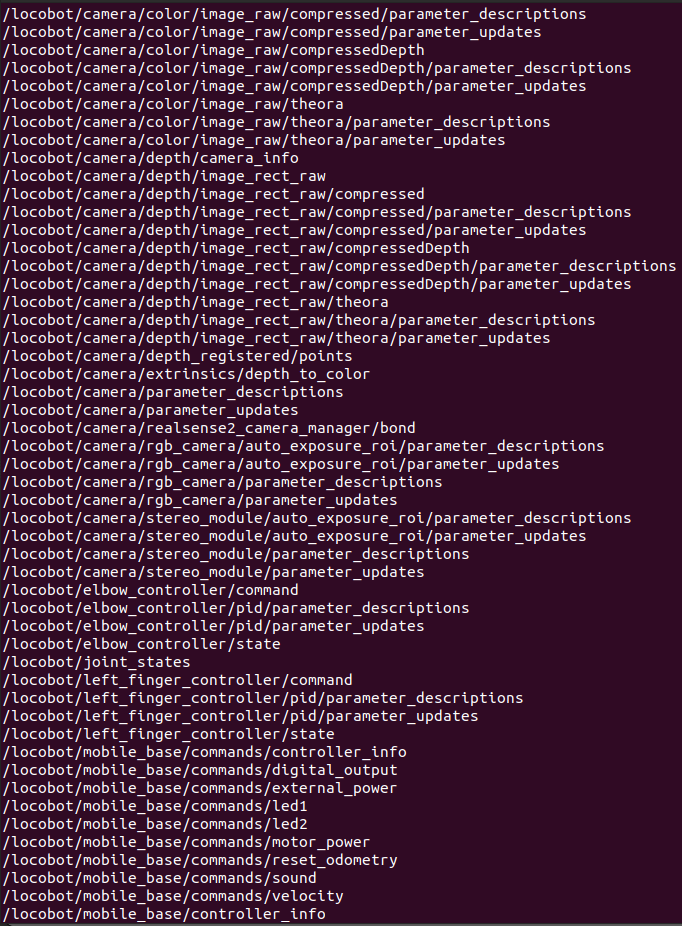 /locobot/camera/color/image_raw/compressed/parameter_descriptions
/locobot/camera/color/image_raw/compressed/parameter_updates
/locobot/camera/color/image_raw/compressedDepth
/locobot/camera/color/image_raw/compressedDepth/parameter_descriptions
/locobot/camera/color/image_raw/compressedDepth/parameter_updates
/locobot/camera/color/image_raw/theora
/locobot/camera/color/image_raw/theora/parameter_descriptions
/locobot/camera/color/image_raw/theora/parameter_updates
/locobot/camera/depth/camera_info
/locobot/camera/depth/image_rect_raw
/locobot/camera/depth/image_rect_raw/compressed
/locobot/camera/depth/image_rect_raw/compressed/parameter_descriptions
/locobot/camera/depth/image_rect_raw/compressed/parameter_updates
/locobot/camera/depth/image_rect_raw/compressedDepth
/locobot/camera/depth/image_rect_raw/compressedDepth/parameter_descriptions
/locobot/camera/depth/image_rect_raw/compressedDepth/parameter_updates
/locobot/camera/depth/image_rect_raw/theora
/locobot/camera/depth/image_rect_raw/theora/parameter_descriptions
/locobot/camera/depth/image_rect_raw/theora/parameter_updates
/locobot/camera/depth_registered/points
/locobot/camera/extrinsics/depth_to_color
/locobot/camera/parameter_descriptions
/locobot/camera/parameter_updates
/locobot/camera/realsense2_camera_manager/bond
/locobot/camera/rgb_camera/auto_exposure_roi/parameter_descriptions
/locobot/camera/rgb_camera/auto_exposure_roi/parameter_updates
/locobot/camera/rgb_camera/parameter_descriptions
/locobot/camera/rgb_camera/parameter_updates
/locobot/camera/stereo_module/auto_exposure_roi/parameter_descriptions
/locobot/camera/stereo_module/auto_exposure_roi/parameter_updates
/locobot/camera/stereo_module/parameter_descriptions
/locobot/camera/stereo_module/parameter_updates
/locobot/elbow_controller/command
/locobot/elbow_controller/pid/parameter_descriptions
/locobot/elbow_controller/pid/parameter_updates
/locobot/elbow_controller/state
/locobot/joint_states
/locobot/left_finger_controller/command
/locobot/left_finger_controller/pid/parameter_descriptions
/locobot/left_finger_controller/pid/parameter_updates
/locobot/left_finger_controller/state
/locobot/mobile_base/commands/controller_info
/locobot/mobile_base/commands/digital_output
/locobot/mobile_base/commands/external_power
/locobot/mobile_base/commands/led1
/locobot/mobile_base/commands/led2
/locobot/mobile_base/commands/motor_power
/locobot/mobile_base/commands/reset_odometry
/locobot/mobile_base/commands/sound
/locobot/mobile_base/commands/velocity
/locobot/mobile_base/controller_info